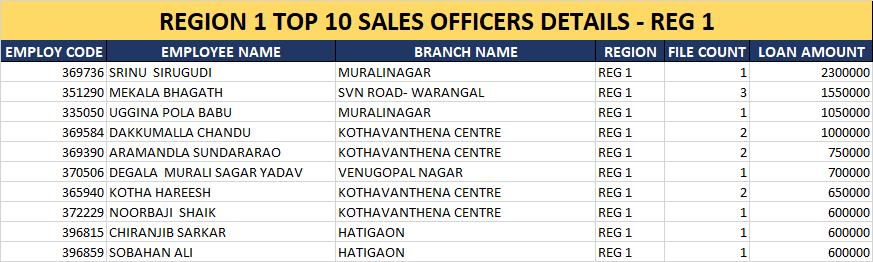 REGION 1 TOP 10 SALES OFFICERS DETAILS - REG 1
EMPLOY CODE EMPLOYEE NAME BRANCH NAME REGION FILE COUNT LOAN AMOUNT
369736 SRINU  SIRUGUDI MURALINAGAR REG 1 1 2300000
351290 MEKALA BHAGATH SVN ROAD- WARANGAL REG 1 3 1550000
335050 UGGINA POLA BABU MURALINAGAR REG 1 1 1050000
369584 DAKKUMALLA CHANDU KOTHAVANTHENA CENTRE REG 1 2 1000000
369390 ARAMANDLA SUNDARARAO KOTHAVANTHENA CENTRE REG 1 2 750000
370506 DEGALA  MURALI SAGAR YADAV VENUGOPAL NAGAR REG 1 1 700000
365940 KOTHA HAREESH KOTHAVANTHENA CENTRE REG 1 2 650000
372229 NOORBAJI  SHAIK KOTHAVANTHENA CENTRE REG 1 1 600000
396815 CHIRANJIB SARKAR HATIGAON REG 1 1 600000
396859 SOBAHAN ALI HATIGAON REG 1 1 600000